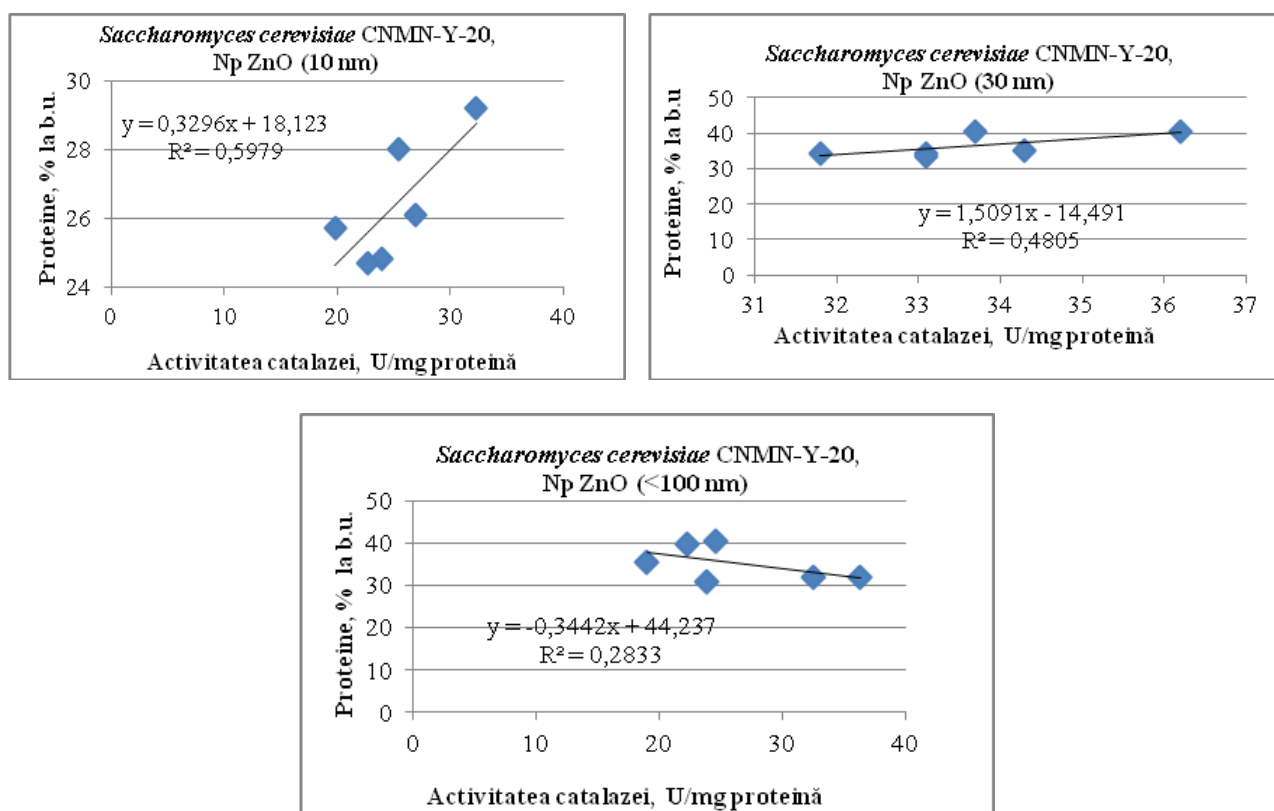 Saccharomyces cerevisiae CNMN-Y-20,
Np ZnO (10 nm)
Proteine, % la b.u.
30
28
26
24
y = 0,3296x + 18,123
R² = 0,5979
0 10 20 30 40
Activitatea catalazei, U/mg proteină
Saccharomyces cerevisiae CNMN-Y-20,
Np ZnO (30 nm)
Proteine, % la b.u
50
40
30
20
10
0
y = 1,5091x - 14,491
R² = 0,4805
31 32 33 34 35 36 37
Activitatea catalazei, U/mg proteină
Saccharomyces cerevisiae CNMN-Y-20,
Np ZnO (<100 nm)
Proteine, % la b.u.
50
40
30
20
10
0
y = -0,3442x + 44,237
R² = 0,2833
0 10 20 30 40
Activitatea catalazei, U/mg proteină